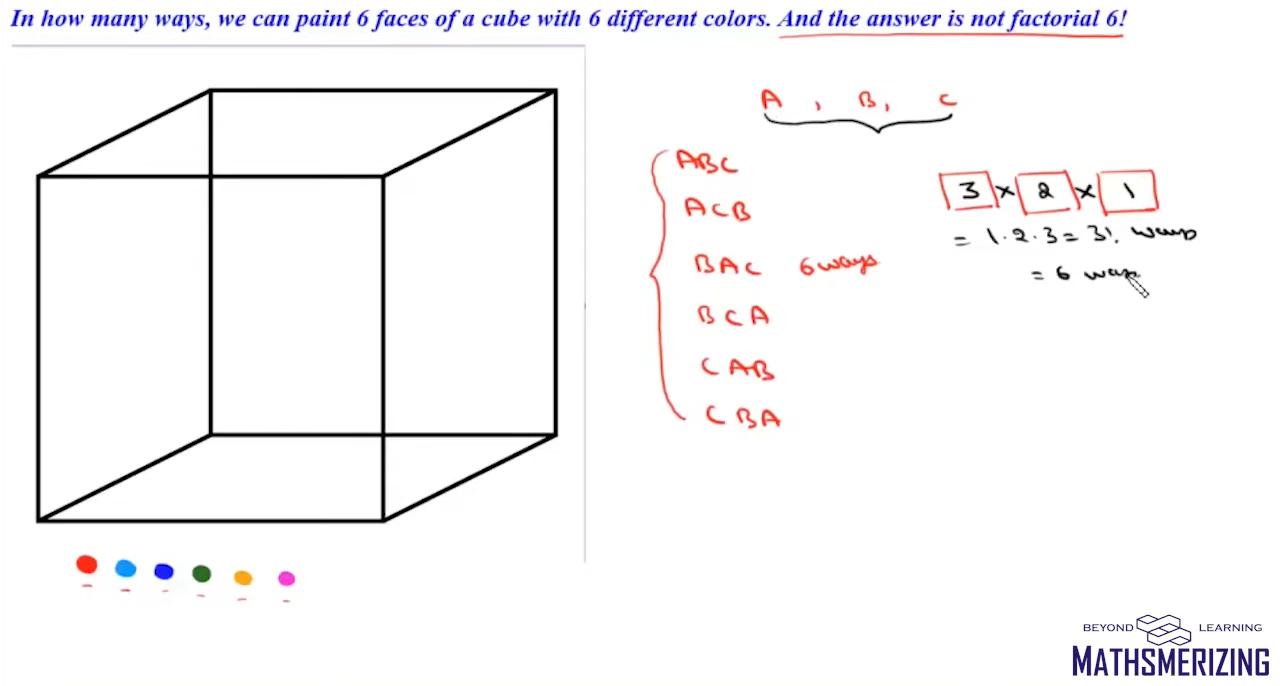 In how many ways, we can paint 6 faces of a cube with 6 different colors. And the answer is not factorial 6!
A , B, C
ABC
ACB
BAC 6 ways
BCA
CAB
CBA
3 × 2 × 1
= 1·2·3 = 3! ways
= 6 ways
BEYOND LEARNING
MATHSMERIZING